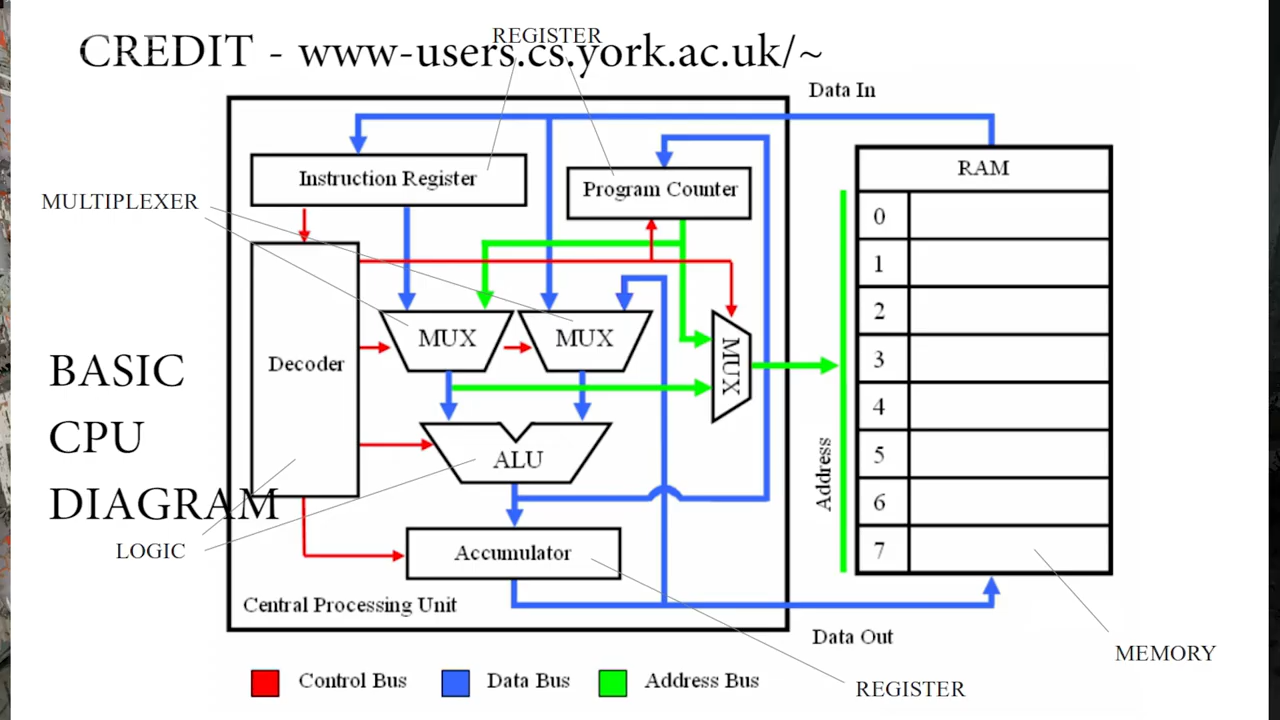 REGISTER
CREDIT - www-users.cs.york.ac.uk/~
Data In
RAM
Instruction Register
Program Counter
MULTIPLEXER
0
1
2
3
4
5
6
7
MUX
MUX
MUX
Decoder
BASIC
CPU
DIAGRAM
ALU
Address
LOGIC
Accumulator
Central Processing Unit
Data Out
MEMORY
Control Bus
Data Bus
Address Bus
REGISTER